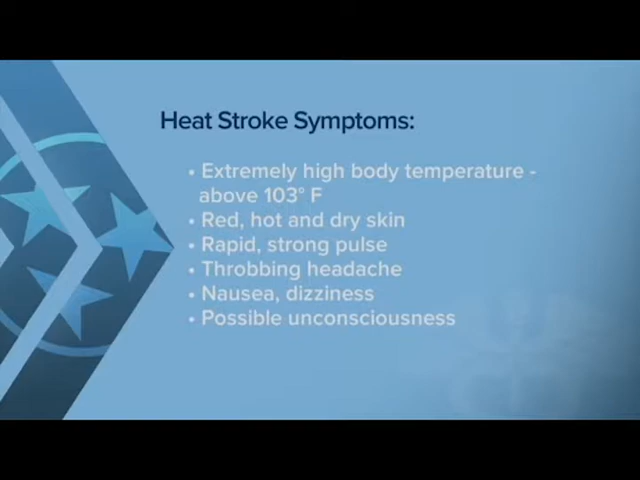 Heat Stroke Symptoms:
• Extremely high body temperature -
above 103° F
• Red, hot and dry skin
• Rapid, strong pulse
• Throbbing headache
• Nausea, dizziness
• Possible unconsciousness